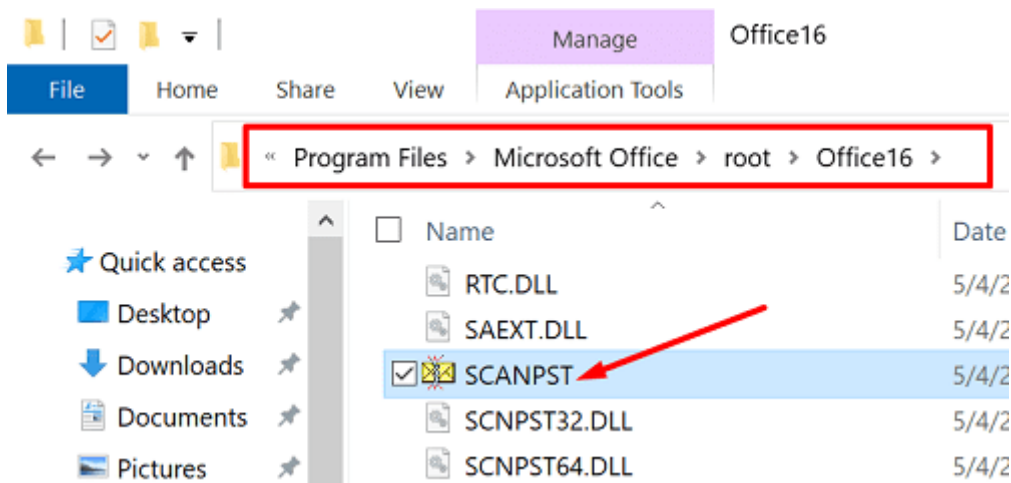 Manage
Office16
File Home Share View Application Tools
« Program Files > Microsoft Office > root > Office16 >
Name Date
Quick access
RTC.DLL 5/4/2
Desktop
SAEXT.DLL 5/4/2
Downloads
SCANPST 5/4/2
Documents
SCNPST32.DLL 5/4/2
Pictures
SCNPST64.DLL 5/4/2